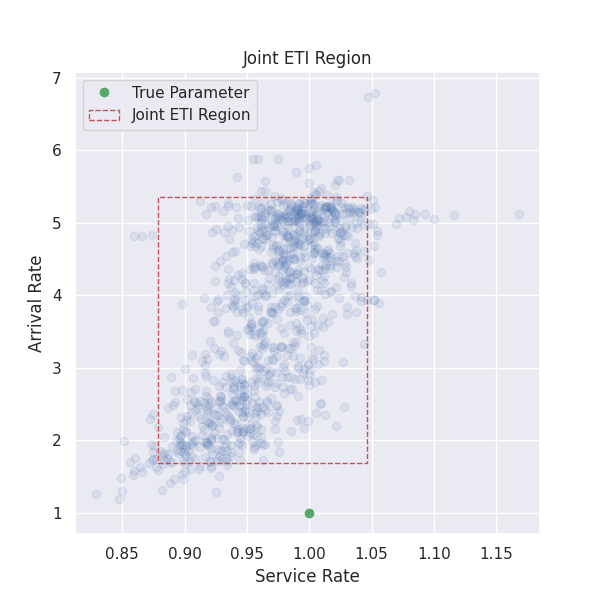 Joint ETI Region
True Parameter
Joint ETI Region
7
6
5
4
3
2
1
Arrival Rate
0.85 0.90 0.95 1.00 1.05 1.10 1.15
Service Rate